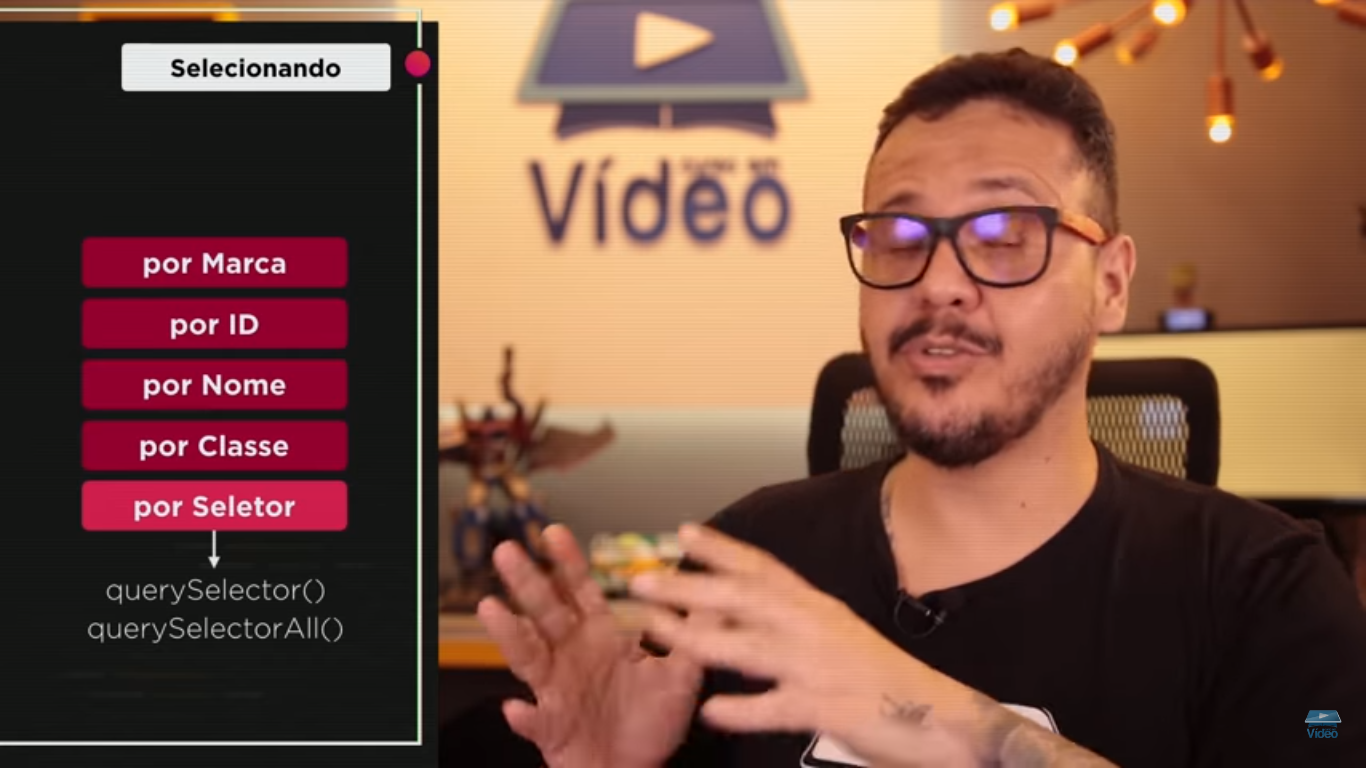 Selecionando
por Marca
por ID
por Nome
por Classe
por Seletor
querySelector()
querySelectorAll()
Vídeo
Vídeo